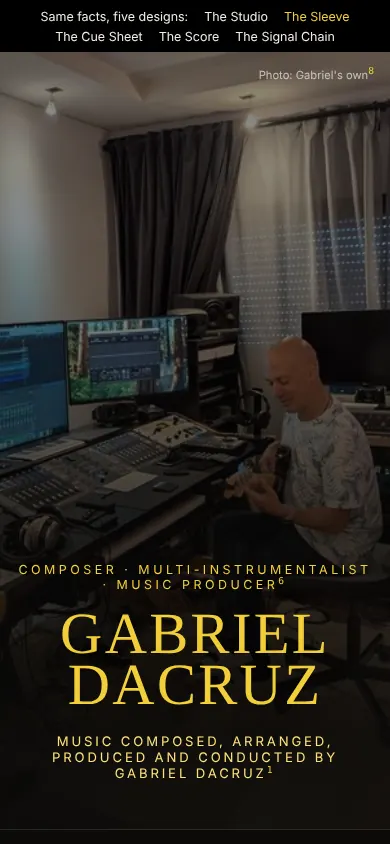 Same facts, five designs: The Studio The Sleeve
The Cue Sheet The Score The Signal Chain
Photo: Gabriel's own8
COMPOSER · MULTI-INSTRUMENTALIST
· MUSIC PRODUCER6
GABRIEL
DACRUZ
MUSIC COMPOSED, ARRANGED,
PRODUCED AND CONDUCTED BY
GABRIEL DACRUZ1